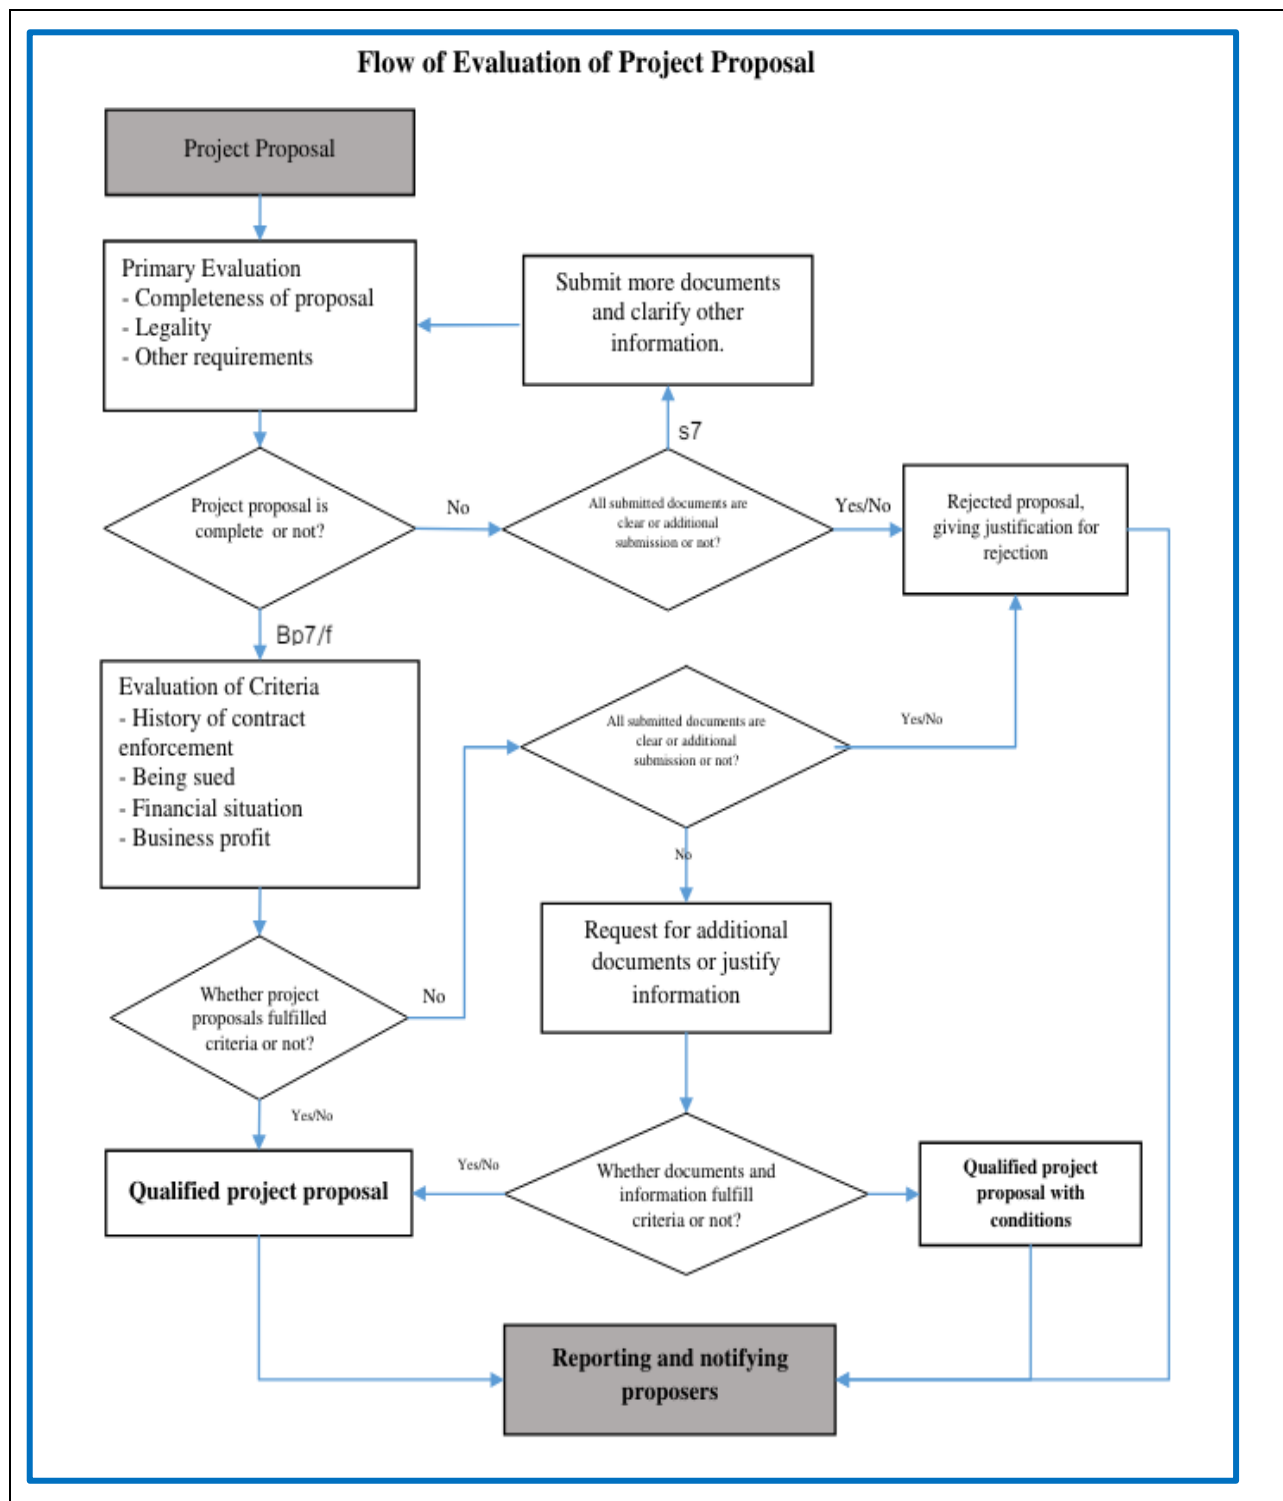 Flow of Evaluation of Project Proposal
Project Proposal
Primary Evaluation
- Completeness of proposal
- Legality
- Other requirements
Submit more documents
and clarify other
information.
s7
Project proposal is
complete or not?
No
All submitted documents are
clear or additional
submission or not?
Yes/No
Rejected proposal,
giving justification for
rejection
Bp7/f
Evaluation of Criteria
- History of contract
enforcement
- Being sued
- Financial situation
- Business profit
All submitted documents are
clear or additional
submission or not?
Yes/No
No
Request for additional
documents or justify
information
Whether project
proposals fulfilled
criteria or not?
No
Yes/No
Qualified project proposal
Yes/No
Whether documents and
information fulfill
criteria or not?
Qualified project
proposal with
conditions
Reporting and notifying
proposers